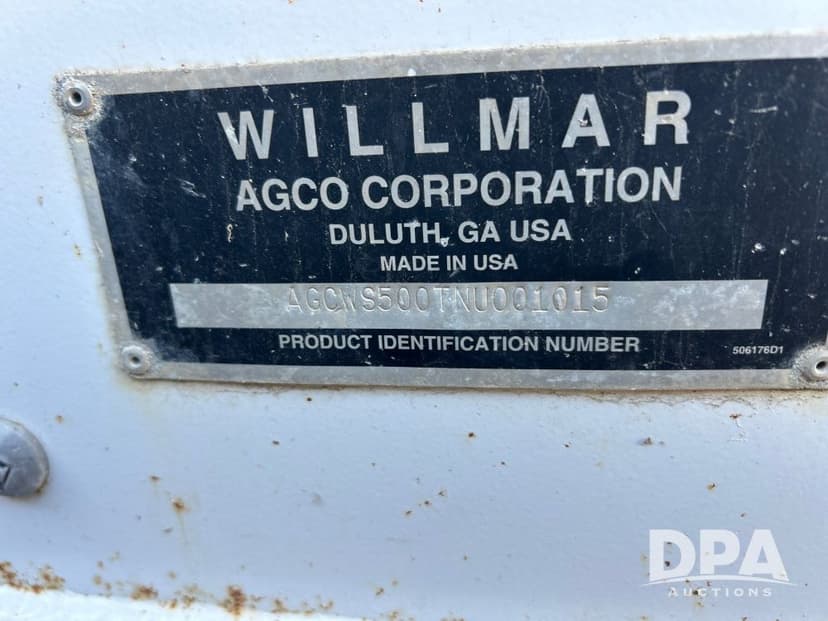 WILLMAR
AGCO CORPORATION
DULUTH, GA USA
MADE IN USA
AGCWS500TNU001015
PRODUCT IDENTIFICATION NUMBER
506176D1
DPA
AUCTIONS